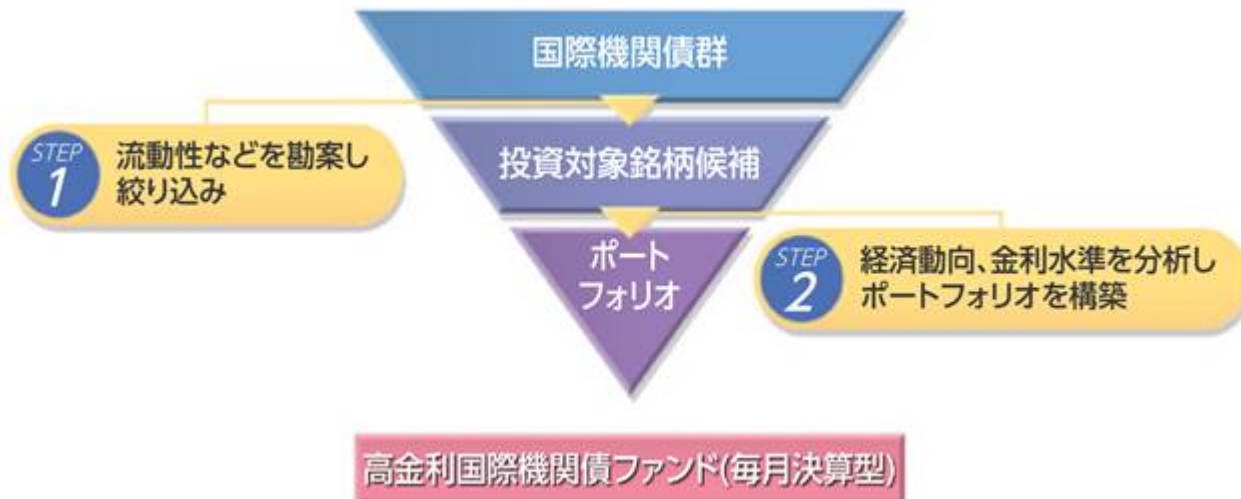 国際機関債群
STEP
1
流動性などを勘案し
絞り込み
投資対象銘柄候補
ポート
フォリオ
STEP
2
経済動向、金利水準を分析し
ポートフォリオを構築
高金利国際機関債ファンド(毎月決算型)